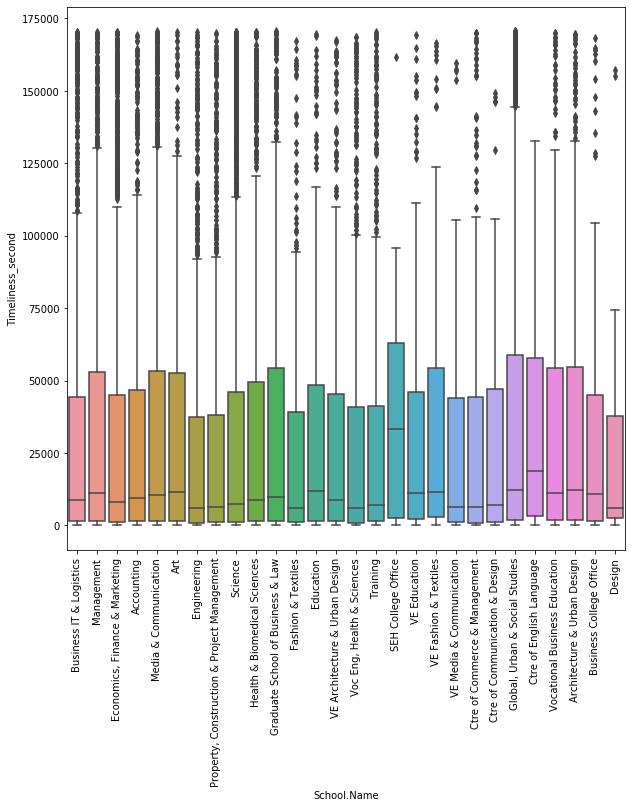 175000
150000
125000
100000
75000
50000
25000
0
Timeliness_second
Business IT & Logistics
Management
Economics, Finance & Marketing
Accounting
Media & Communication
Art
Engineering
Property, Construction & Project Management
Science
Health & Biomedical Sciences
Graduate School of Business & Law
Fashion & Textiles
Education
VE Architecture & Urban Design
Voc Eng, Health & Sciences
Training
SEH College Office
VE Education
VE Fashion & Textiles
VE Media & Communication
Ctre of Commerce & Management
Ctre of Communication & Design
Global, Urban & Social Studies
Ctre of English Language
Vocational Business Education
Architecture & Urban Design
Business College Office
Design
School.Name